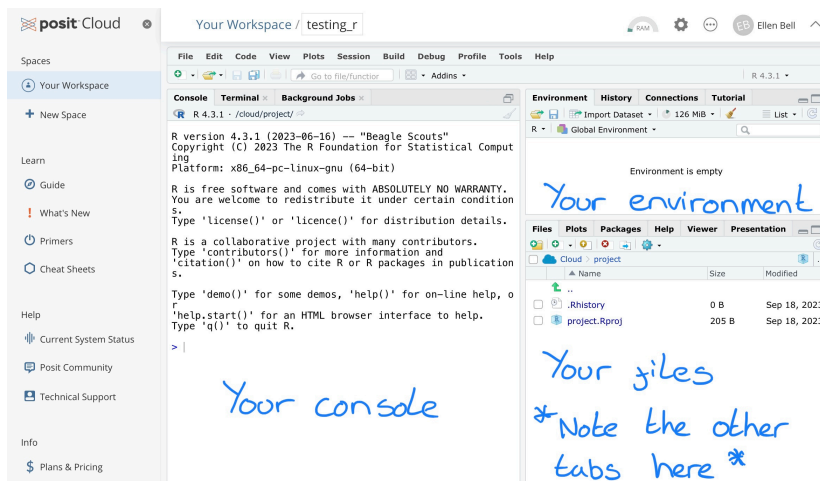 posit Cloud
Your Workspace / testing_r
RAM
EB Ellen Bell
Spaces
Your Workspace
New Space
Learn
Guide
What's New
Primers
Cheat Sheets
Help
Current System Status
Posit Community
Technical Support
Info
Plans & Pricing
File Edit Code View Plots Session Build Debug Profile Tools Help
Go to file/function Addins R 4.3.1
Console Terminal Background Jobs
R 4.3.1 · /cloud/project/
R version 4.3.1 (2023-06-16) -- "Beagle Scouts"
Copyright (C) 2023 The R Foundation for Statistical Comput
ing
Platform: x86_64-pc-linux-gnu (64-bit)
R is free software and comes with ABSOLUTELY NO WARRANTY.
You are welcome to redistribute it under certain condition
s.
Type 'license()' or 'licence()' for distribution details.
R is a collaborative project with many contributors.
Type 'contributors()' for more information and
'citation()' on how to cite R or R packages in publication
s.
Type 'demo()' for some demos, 'help()' for on-line help, o
r
'help.start()' for an HTML browser interface to help.
Type 'q()' to quit R.
>
Your console
Environment History Connections Tutorial
Import Dataset 126 MiB List
R Global Environment
Environment is empty
Your environment
Files Plots Packages Help Viewer Presentation
Cloud > project
Name Size Modified
..
.Rhistory 0 B Sep 18, 2023
project.Rproj 205 B Sep 18, 2023
Your files
*Note the other
tabs here *